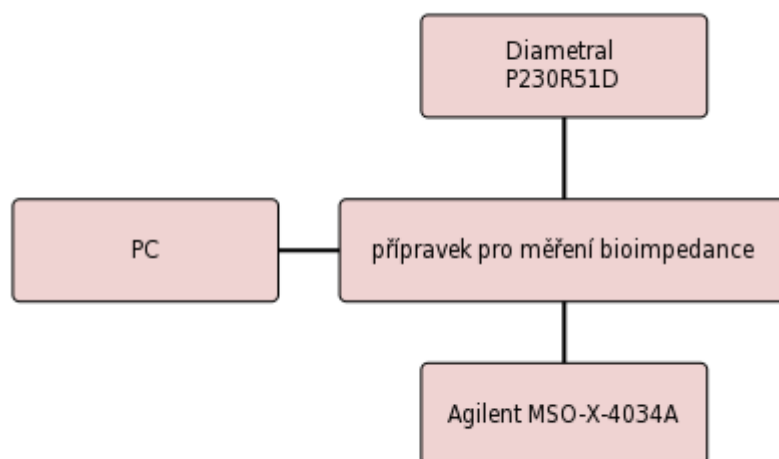 Diametral
P230R51D
PC
přípravek pro měření bioimpedance
Agilent MSO-X-4034A